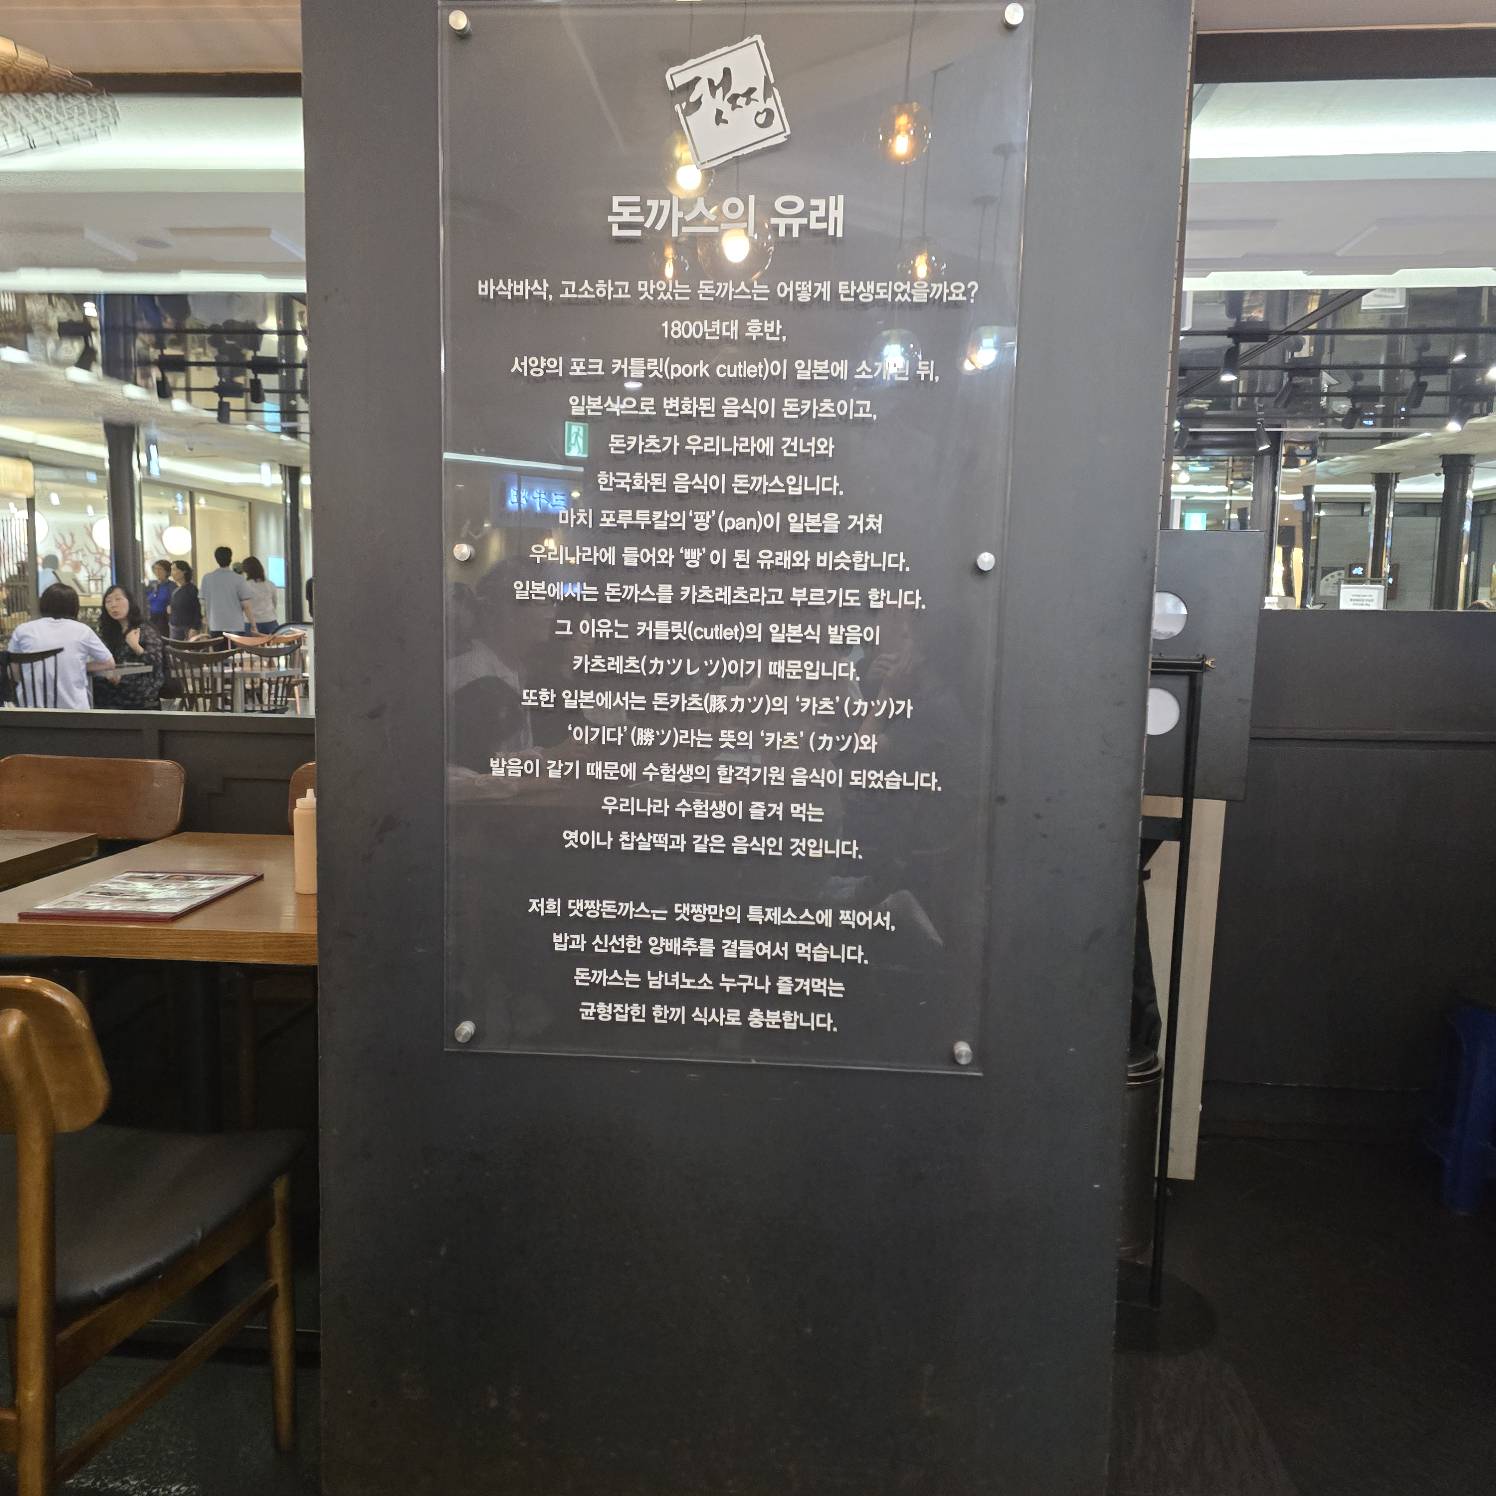 댓짱
돈까스의 유래
바삭바삭, 고소하고 맛있는 돈까스는 어떻게 탄생되었을까요?
1800년대 후반,
서양의 포크 커틀릿(pork cutlet)이 일본에 소개된 뒤,
일본식으로 변화된 음식이 돈카츠이고,
돈카츠가 우리나라에 건너와
한국화된 음식이 돈까스입니다.
마치 포루투칼의 '팡' (pan)이 일본을 거쳐
우리나라에 들어와 '빵' 이 된 유래와 비슷합니다.
일본에서는 돈까스를 카츠레츠라고 부르기도 합니다.
그 이유는 커틀릿(cutlet)의 일본식 발음이
카츠레츠(カツレツ)이기 때문입니다.
또한 일본에서는 돈카츠(豚カツ)의 '카츠' (カツ)가
'이기다' (勝ツ)라는 뜻의 '카츠' (カツ)와
발음이 같기 때문에 수험생의 합격기원 음식이 되었습니다.
우리나라 수험생이 즐겨 먹는
엿이나 찹살떡과 같은 음식인 것입니다.
저희 댓짱돈까스는 댓짱만의 특제소스에 찍어서,
밥과 신선한 양배추를 곁들여서 먹습니다.
돈까스는 남녀노소 누구나 즐겨먹는
균형잡힌 한끼 식사로 충분합니다.